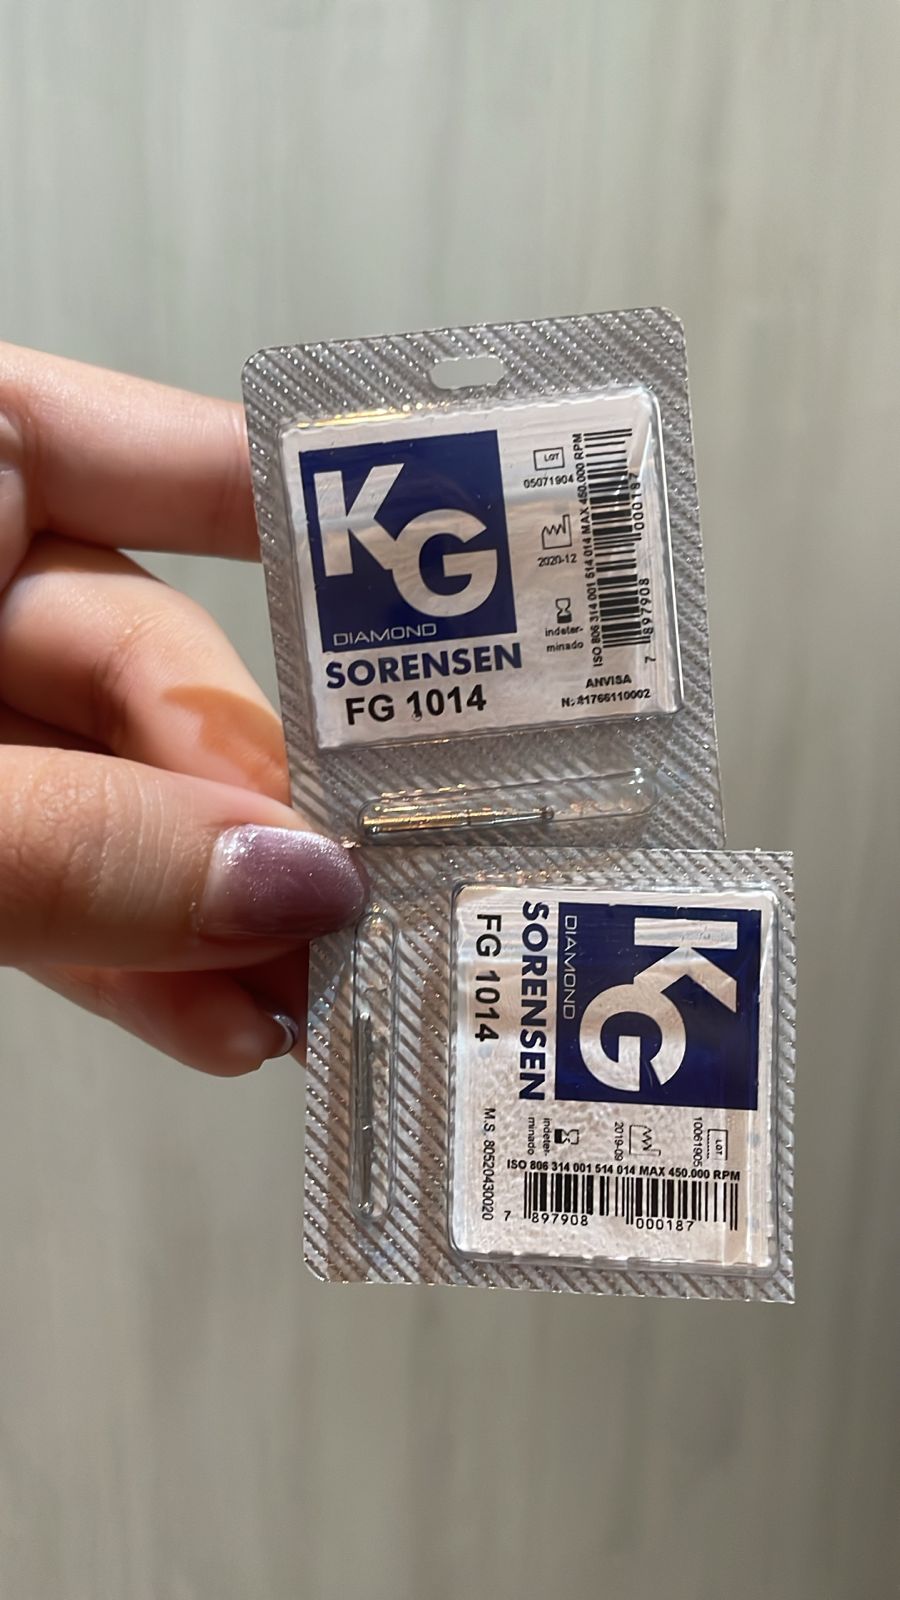 KG
DIAMOND
SORENSEN
FG 1014
LOT
05071904
2020-12
indeter-
minado
ISO 806 314 001 514 014 MAX 450.000 RPM
7 897908 000187
ANVISA
Nº 81766110002
KG
DIAMOND
SORENSEN
FG 1014
LOT
10061905
2019-09
indeter-
minado
M.S. 80520430020
ISO 806 314 001 514 014 MAX 450.000 RPM
7 897908 000187